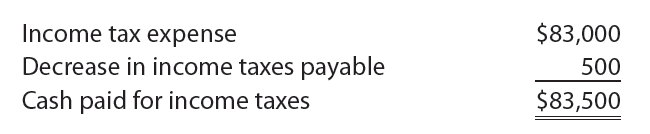 Income tax expense $83,000
Decrease in income taxes payable 500
Cash paid for income taxes $83,500